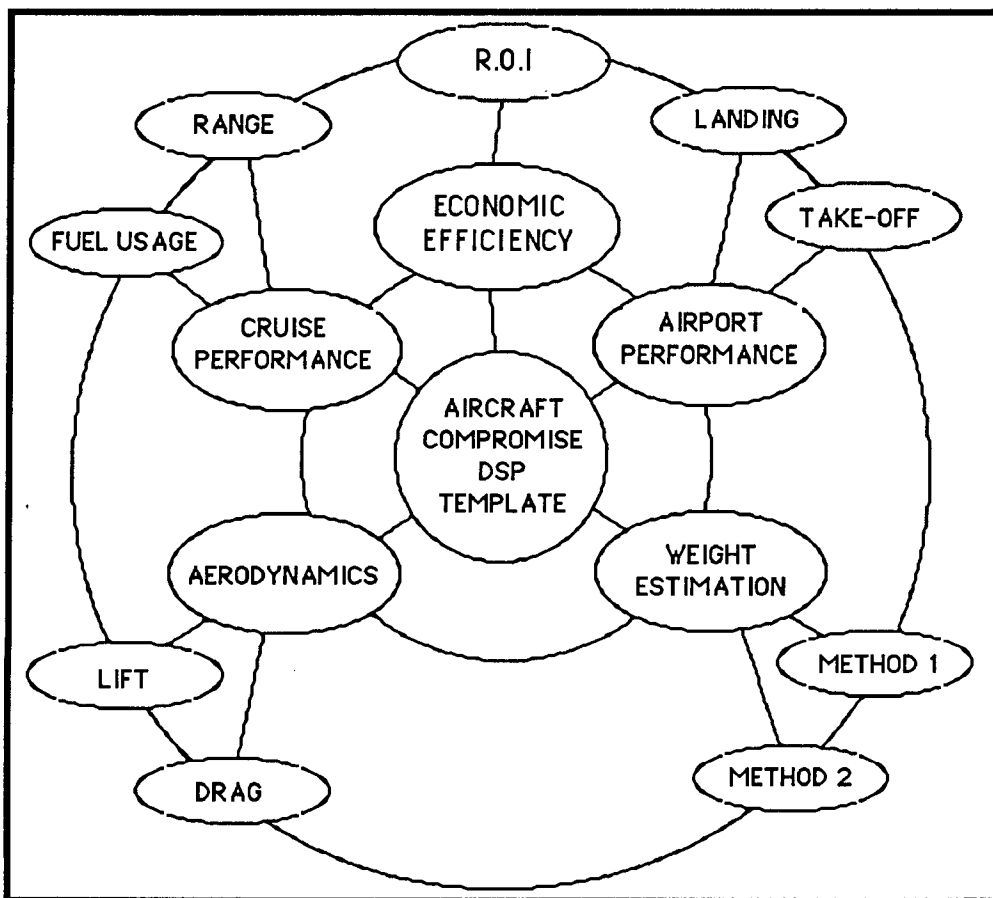 R.O.I
RANGE
LANDING
ECONOMIC
EFFICIENCY
FUEL USAGE
TAKE-OFF
CRUISE
PERFORMANCE
AIRPORT
PERFORMANCE
AIRCRAFT
COMPROMISE
DSP
TEMPLATE
AERODYNAMICS
WEIGHT
ESTIMATION
LIFT
METHOD 1
DRAG
METHOD 2